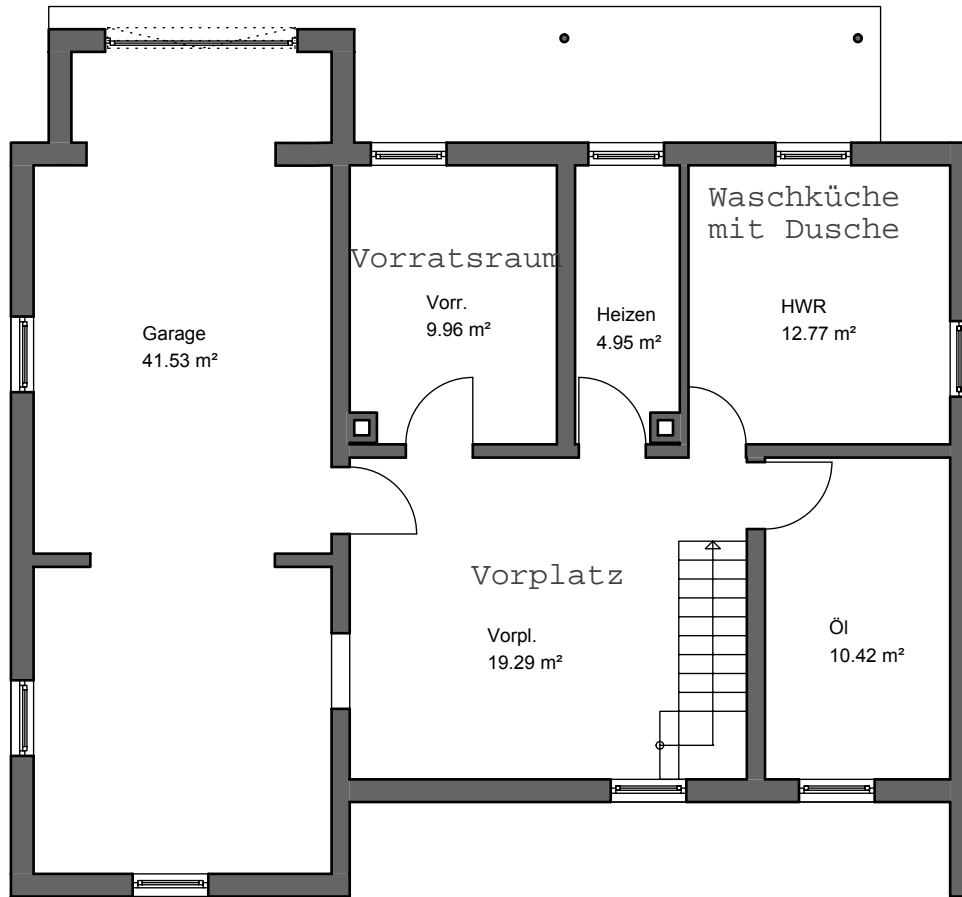 Waschküche
mit Dusche
Vorratsraum
Vorr.
9.96 m²
Heizen
4.95 m²
HWR
12.77 m²
Garage
41.53 m²
Vorplatz
Vorpl.
19.29 m²
Öl
10.42 m²